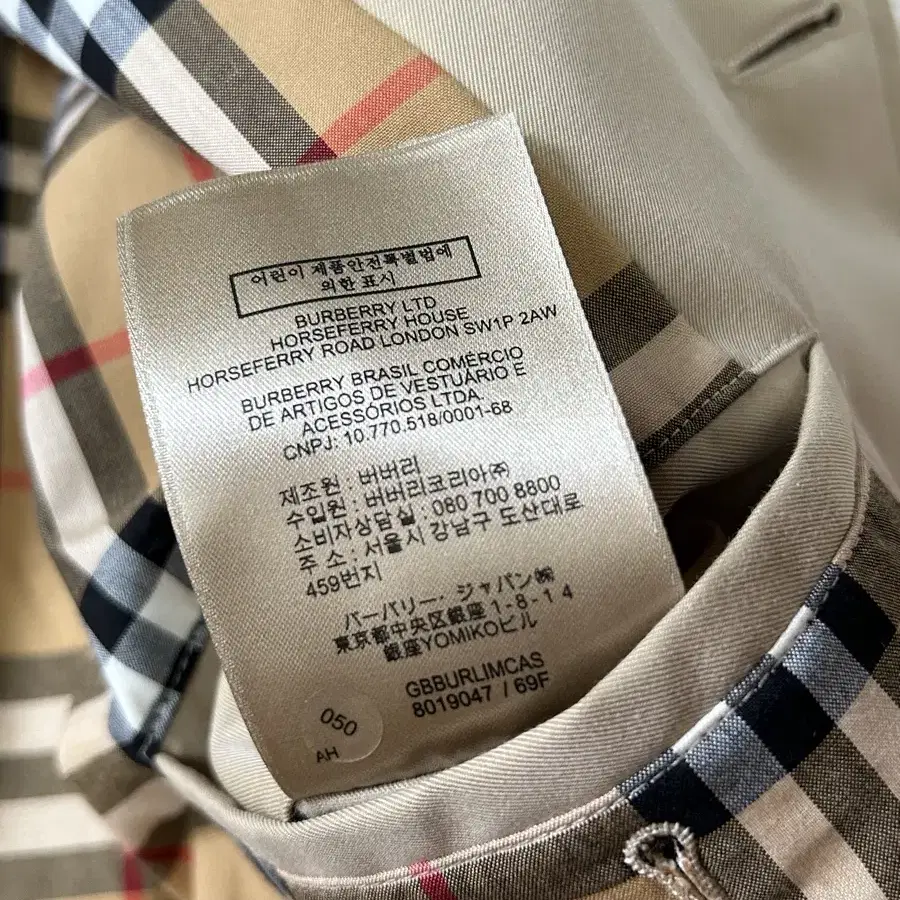 어린이 제품안전특별법에
의한 표시
BURBERRY LTD
HORSEFERRY HOUSE
HORSEFERRY ROAD LONDON SW1P 2AW
BURBERRY BRASIL COMÉRCIO
DE ARTIGOS DE VESTUÁRIO E
ACESSÓRIOS LTDA.
CNPJ: 10.770.518/0001-68
제조원 : 버버리
수입원 : 버버리코리아㈜
소비자상담실 : 080 700 8800
주 소 : 서울시 강남구 도산대로
459번지
バーバリー・ジャパン㈱
東京都中央区銀座1-8-14
銀座YOMIKOビル
GBBURLIMCAS
8019047 / 69F
050
AH